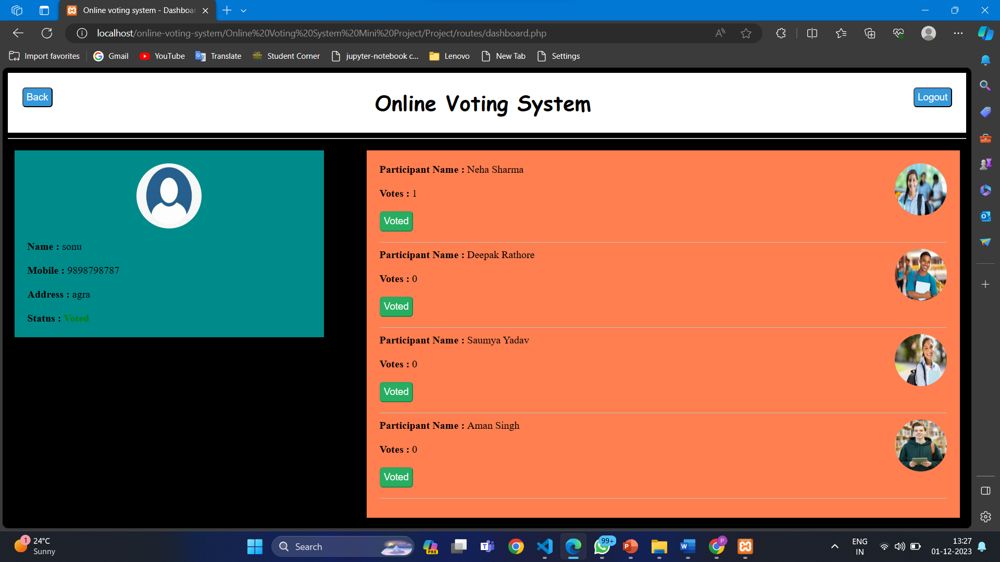 Online voting system - Dashboar
localhost/online-voting-system/Online%20Voting%20System%20Mini%20Project/Project/routes/dashboard.php
Import favorites Gmail YouTube Translate Student Corner jupyter-notebook c... Lenovo New Tab Settings
Back
Online Voting System
Logout
Name : sonu
Mobile : 9898798787
Address : agra
Status : Voted
Participant Name : Neha Sharma
Votes : 1
Voted
Participant Name : Deepak Rathore
Votes : 0
Voted
Participant Name : Saumya Yadav
Votes : 0
Voted
Participant Name : Aman Singh
Votes : 0
Voted
1
24°C
Sunny
Search
PRE
99+
P
ENG
IN
13:27
01-12-2023